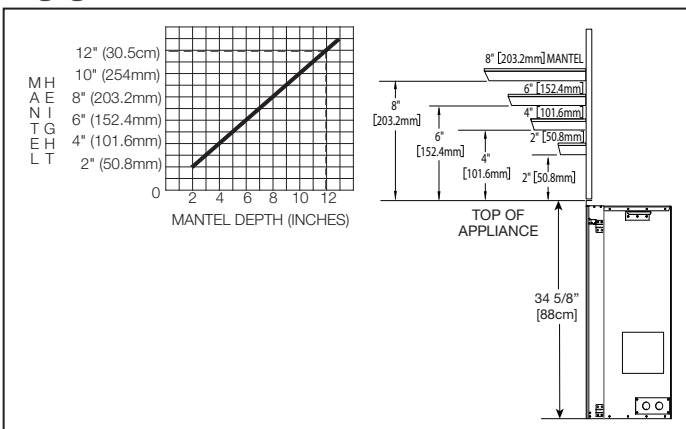 12" (30.5cm)
10" (254mm)
8" (203.2mm)
6" (152.4mm)
4" (101.6mm)
2" (50.8mm)
0
MANTEL
HEIGHT
2 4 6 8 10 12
MANTEL DEPTH (INCHES)
8" [203.2mm] MANTEL
6" [152.4mm]
4" [101.6mm]
2" [50.8mm]
8"
[203.2mm]
6"
[152.4mm]
4"
[101.6mm]
2" [50.8mm]
TOP OF
APPLIANCE
34 5/8”
[88cm]